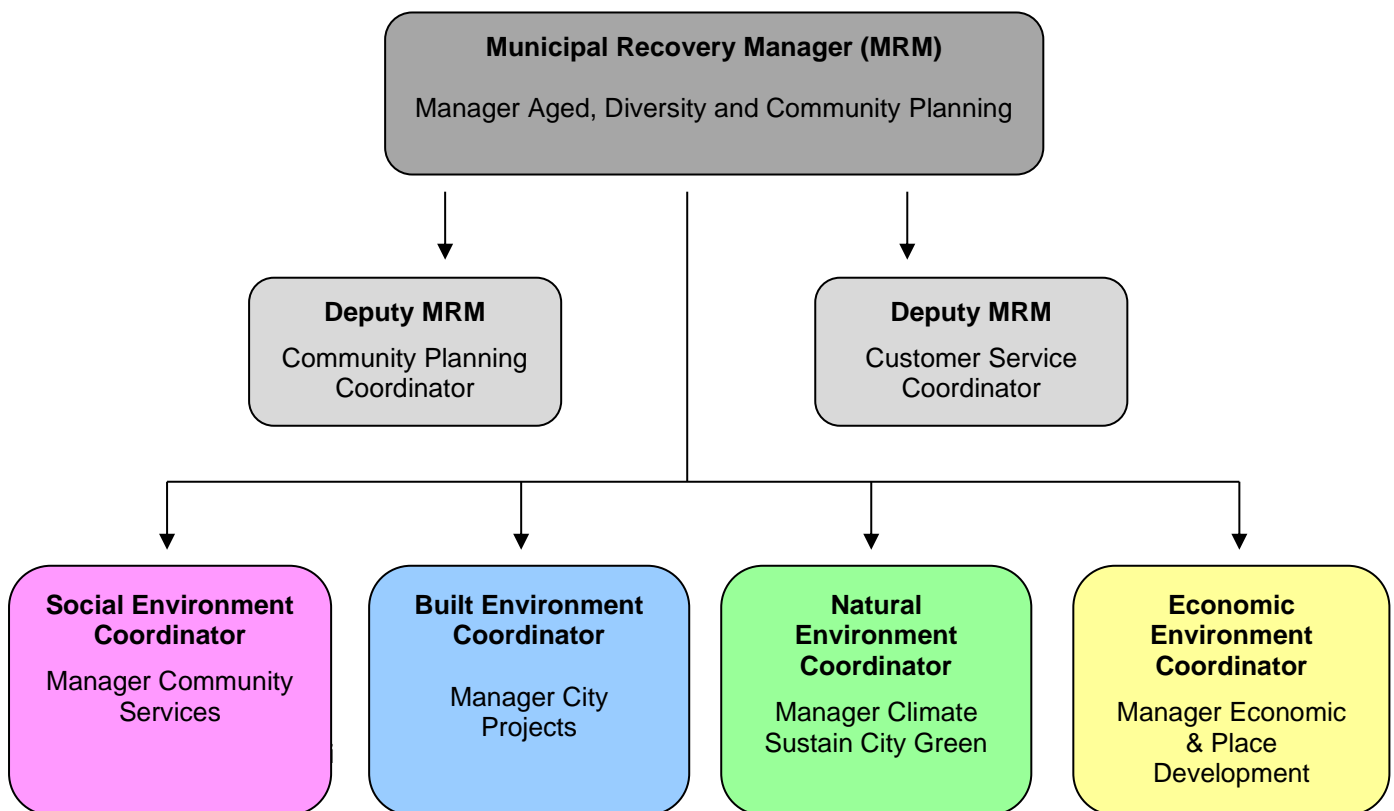 Municipal Recovery Manager (MRM)
Manager Aged, Diversity and Community Planning
Deputy MRM
Community Planning
Coordinator
Deputy MRM
Customer Service
Coordinator
Social Environment
Coordinator
Manager Community
Services
Built Environment
Coordinator
Manager City
Projects
Natural
Environment
Coordinator
Manager Climate
Sustain City Green
Economic
Environment
Coordinator
Manager Economic
& Place
Development